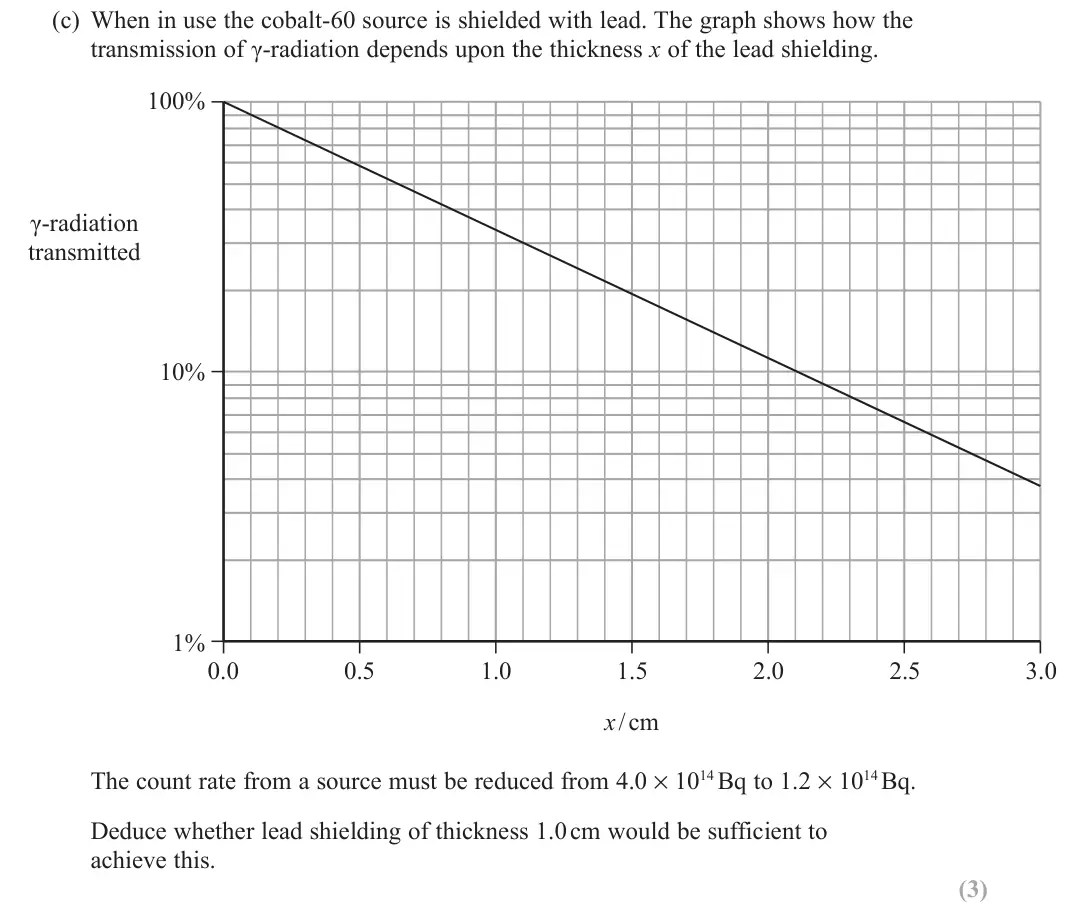 (c) When in use the cobalt-60 source is shielded with lead. The graph shows how the
transmission of γ-radiation depends upon the thickness x of the lead shielding.
100%
γ-radiation
transmitted
10%
1%
0.0 0.5 1.0 1.5 2.0 2.5 3.0
x/cm
The count rate from a source must be reduced from 4.0 × 10¹⁴ Bq to 1.2 × 10¹⁴ Bq.
Deduce whether lead shielding of thickness 1.0 cm would be sufficient to
achieve this.
(3)